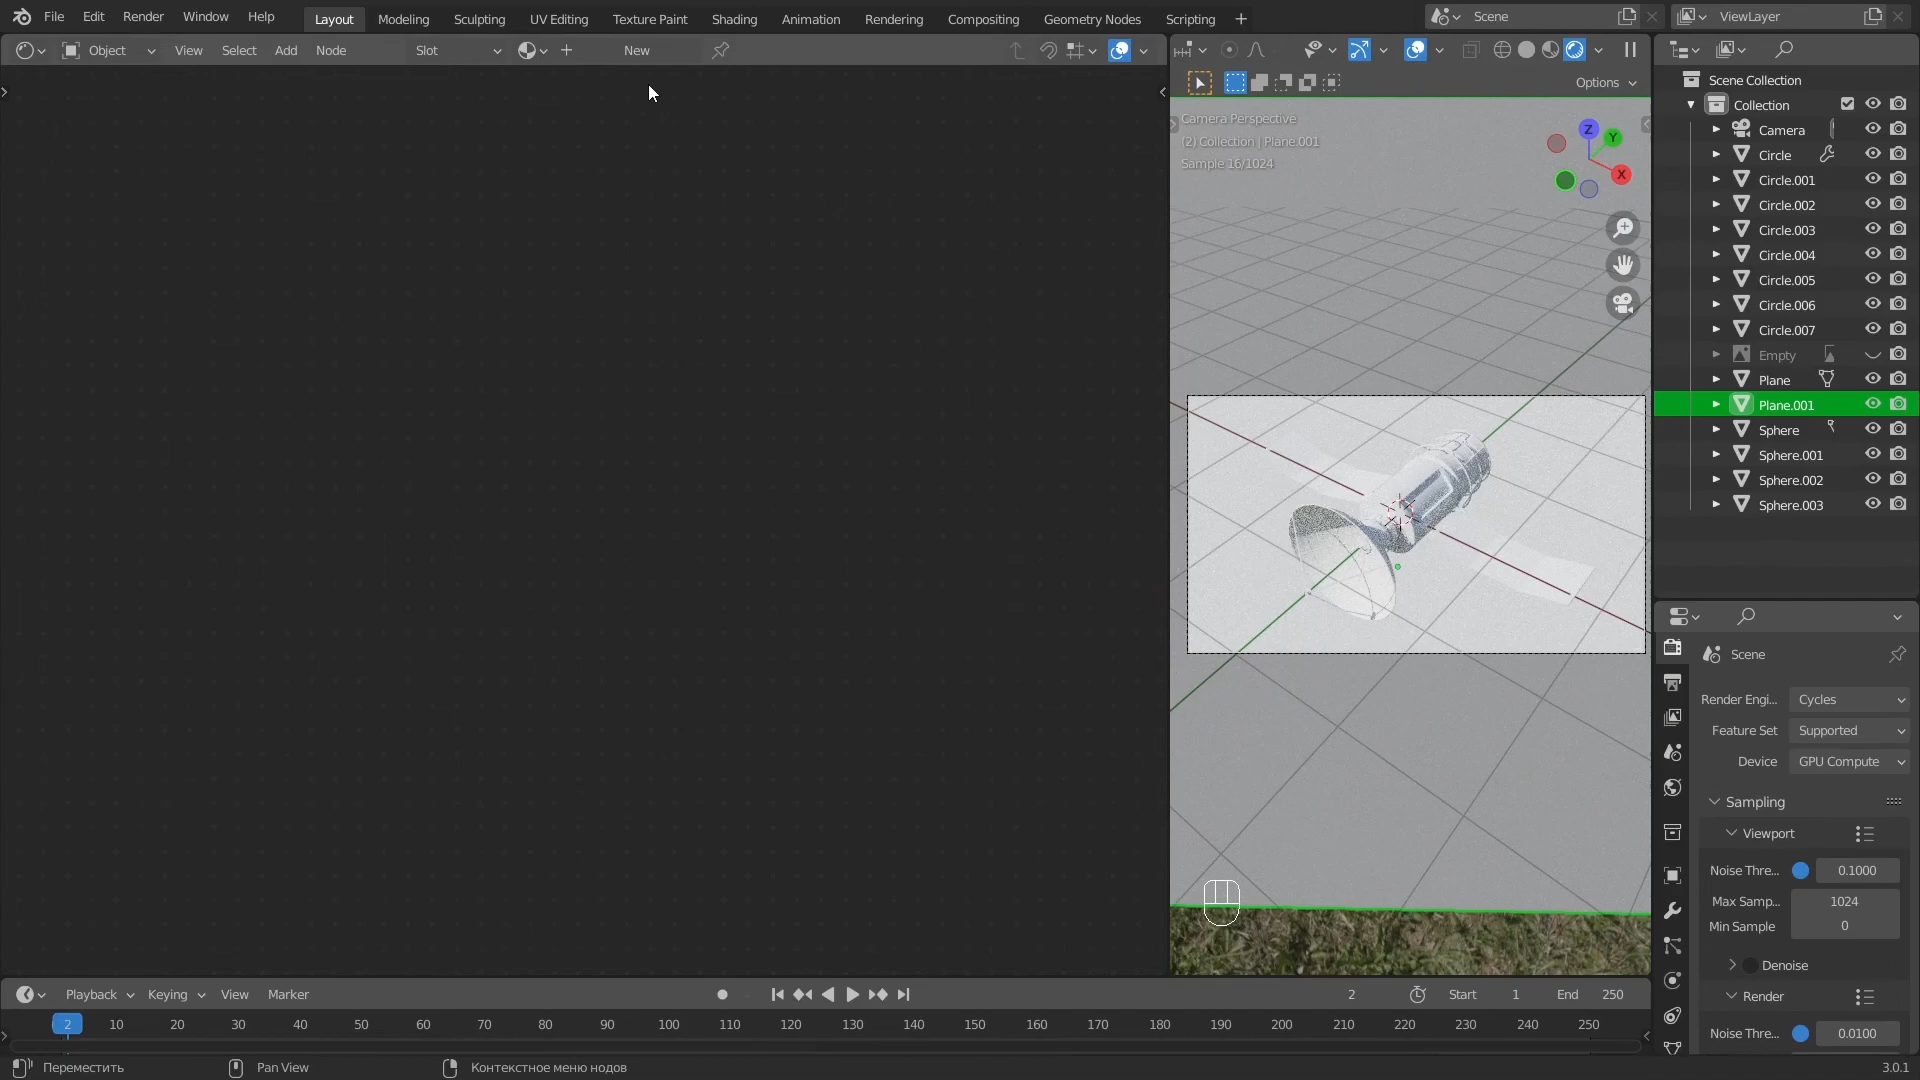 File Edit Render Window Help Layout Modeling Sculpting UV Editing Texture Paint Shading Animation Rendering Compositing Geometry Nodes Scripting + Scene ViewLayer
Object View Select Add Node Slot New
Options
Camera Perspective
(2) Collection | Plane.001
Sample 16/1024
Z
Y
X
Scene Collection
Collection
Camera
Circle
Circle.001
Circle.002
Circle.003
Circle.004
Circle.005
Circle.006
Circle.007
Empty
Plane
Plane.001
Sphere
Sphere.001
Sphere.002
Sphere.003
Scene
Render Engi... Cycles
Feature Set Supported
Device GPU Compute
Sampling
Viewport
Noise Thre... 0.1000
Max Samp... 1024
Min Sample 0
Denoise
Render
Noise Thre... 0.0100
Playback Keying View Marker 2 Start 1 End 250
2 10 20 30 40 50 60 70 80 90 100 110 120 130 140 150 160 170 180 190 200 210 220 230 240 250
Переместить Pan View Контекстное меню нодов 3.0.1